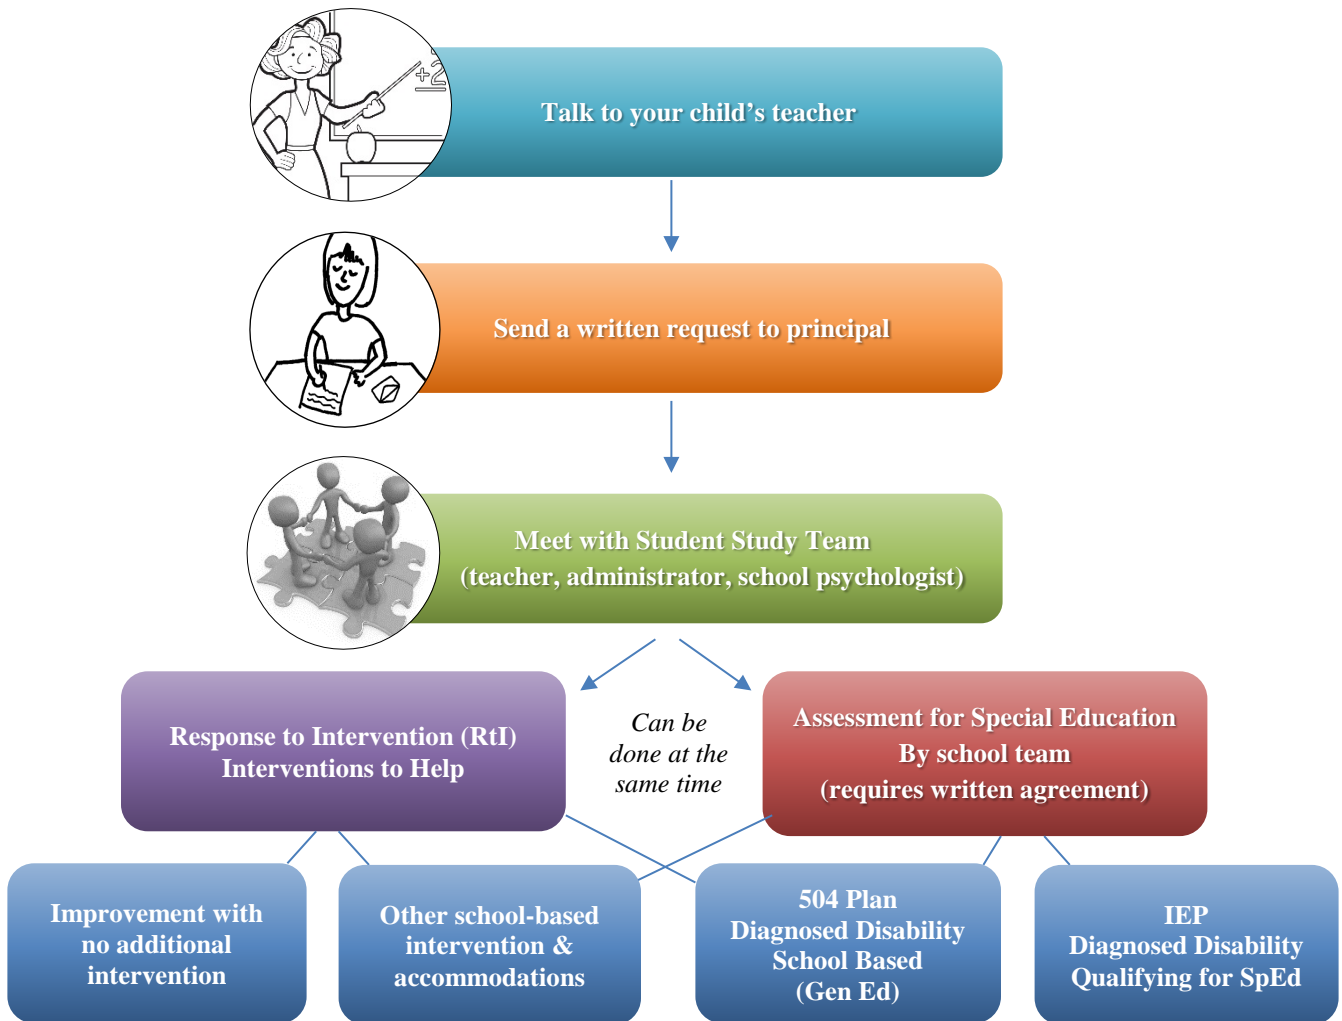 +2
Talk to your child’s teacher
Send a written request to principal
Meet with Student Study Team
(teacher, administrator, school psychologist)
Response to Intervention (RtI)
Interventions to Help
Can be
done at the
same time
Assessment for Special Education
By school team
(requires written agreement)
Improvement with
no additional
intervention
Other school-based
intervention &
accommodations
504 Plan
Diagnosed Disability
School Based
(Gen Ed)
IEP
Diagnosed Disability
Qualifying for SpEd